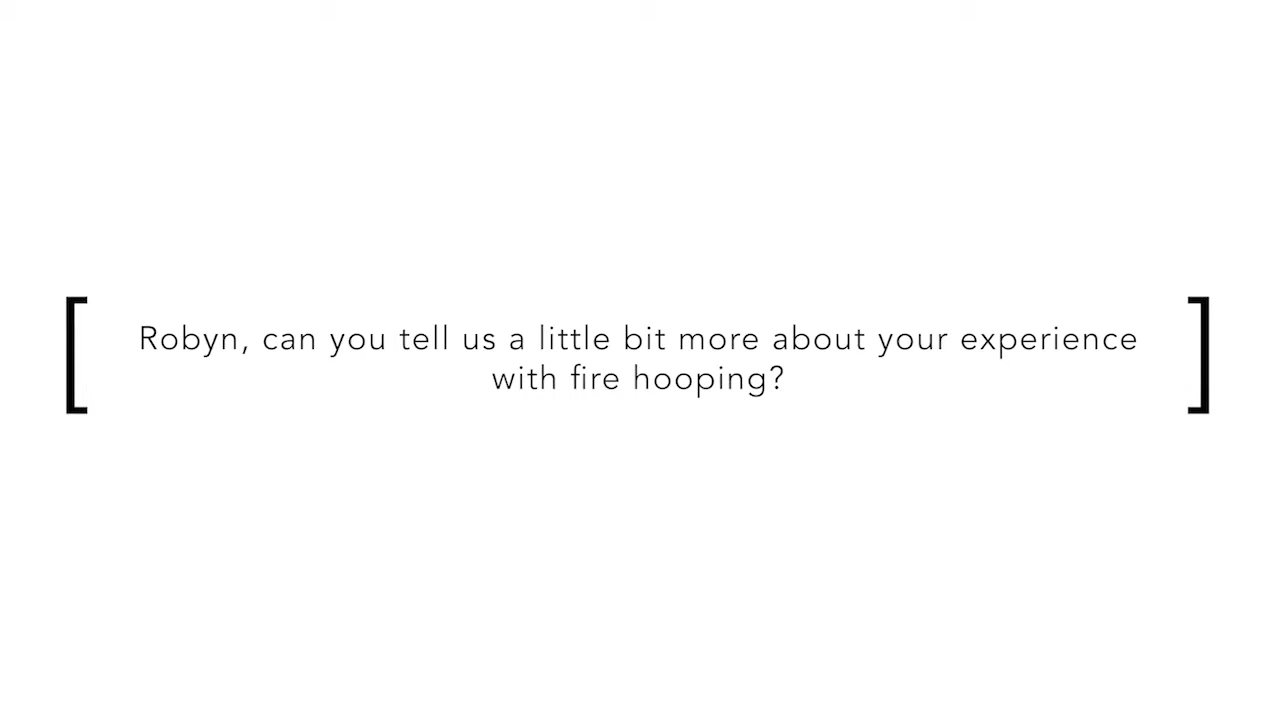 [ Robyn, can you tell us a little bit more about your experience
with fire hooping? ]